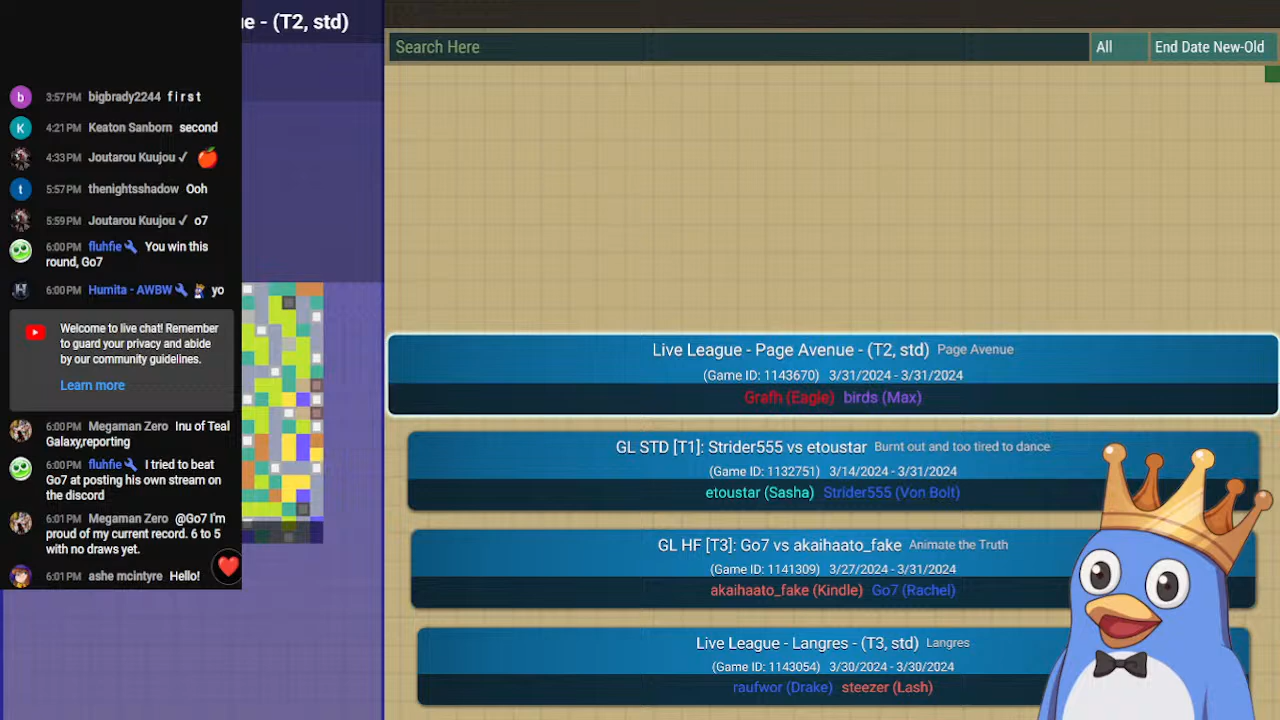 e - (T2, std)
Search Here
All
End Date New-Old
b 3:57PM bigbrady2244 f i r s t
K 4:21PM Keaton Sanborn second
4:33PM Joutarou Kuujou ✓ 🍎
t 5:57PM thenightsshadow Ooh
5:59PM Joutarou Kuujou ✓ o7
6:00PM fluhfie You win this
round, Go7
6:00PM Humita - AWBW yo
Welcome to live chat! Remember
to guard your privacy and abide
by our community guidelines.
Learn more
6:00PM Megaman Zero Inu of Teal
Galaxy,reporting
6:00PM fluhfie I tried to beat
Go7 at posting his own stream on
the discord
6:01PM Megaman Zero @Go7 I'm
proud of my current record. 6 to 5
with no draws yet.
6:01PM ashe mcintyre Hello!
Live League - Page Avenue - (T2, std) Page Avenue
(Game ID: 1143670) 3/31/2024 - 3/31/2024
Grafh (Eagle) birds (Max)
GL STD [T1]: Strider555 vs etoustar Burnt out and too tired to dance
(Game ID: 1132751) 3/14/2024 - 3/31/2024
etoustar (Sasha) Strider555 (Von Bolt)
GL HF [T3]: Go7 vs akaihaato_fake Animate the Truth
(Game ID: 1141309) 3/27/2024 - 3/31/2024
akaihaato_fake (Kindle) Go7 (Rachel)
Live League - Langres - (T3, std) Langres
(Game ID: 1143054) 3/30/2024 - 3/30/2024
raufwor (Drake) steezer (Lash)